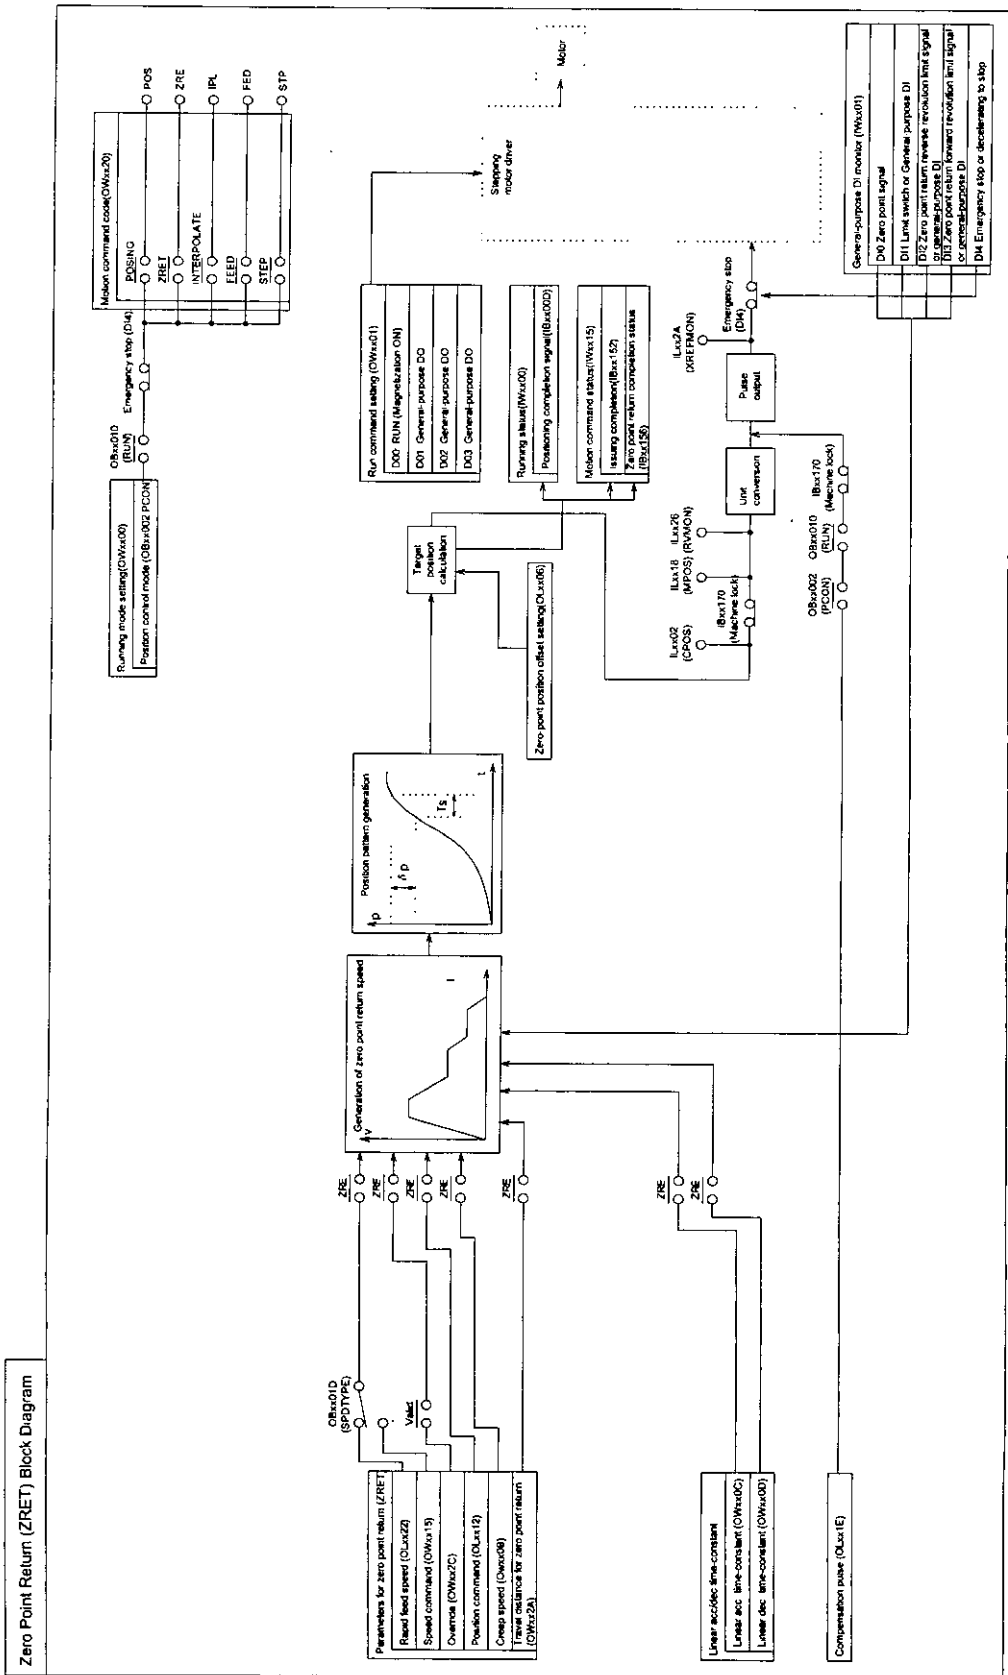 Zero Point Return (ZRET) Block Diagram
Running mode setting(OWxx00)
Position control mode (OBxx002 PCON)
OBxx010
(RUN)
Emergency stop (DI4)
Motion command code(OWxx20)
POSING
ZRET
INTERPOLATE
FEED
STEP
POS
ZRE
IPL
FED
STP
Parameters for zero point return (ZRET
Rapid feed speed (OLxx22)
Speed command (OWxx15)
Override (OWxx2C)
Position command (OLxx12)
Creep speed (Owxx08)
Travel distance for zero point return
(OWxx2A)
OBxx01D
(SPDTYPE)
Valid
ZRE
ZRE
ZRE
ZRE
ZRE
Generation of zero point return speed
V
Position pattern generation
p
Δp
Ts
t
Target
position
calculation
Zero-point position offset setting(OLxx06)
Run command setting (OWxx01)
D00 RUN (Magnetization ON)
D01 General-purpose DO
D02 General-purpose DO
D03 General-purpose DO
Running status(IWxx00)
Positioning completion signal(IBxx00D)
Motion command status(IWxx15)
Issuing completion(IBxx152)
Zero point return completion status
(IBxx156)
Stepping
motor driver
Motor
ILxx02
(CPOS)
IBxx170
(Machine lock)
ILxx18
(MPOS)
ILxx26
(RVMON)
Unit
conversion
Pulse
output
ILxx2A
(XREFMON)
Emergency stop
(DI4)
Linear acc/dec time-constant
Linear acc time-constant (OWxx0C)
Linear dec time-constant (OWxx0D)
ZRE
ZRE
Compensation pulse (OLxx1E)
OBxx002
(PCON)
OBxx010
(RUN)
IBxx170
(Machine lock)
General-purpose DI monitor (IWxx01)
DI0 Zero point signal
DI1 Limit switch or General-purpose DI
DI2 Zero point return reverse revolution limit signal
or general-purpose DI
DI3 Zero point return forward revolution limit signal
or general-purpose DI
DI4 Emergency stop or decelerating to stop